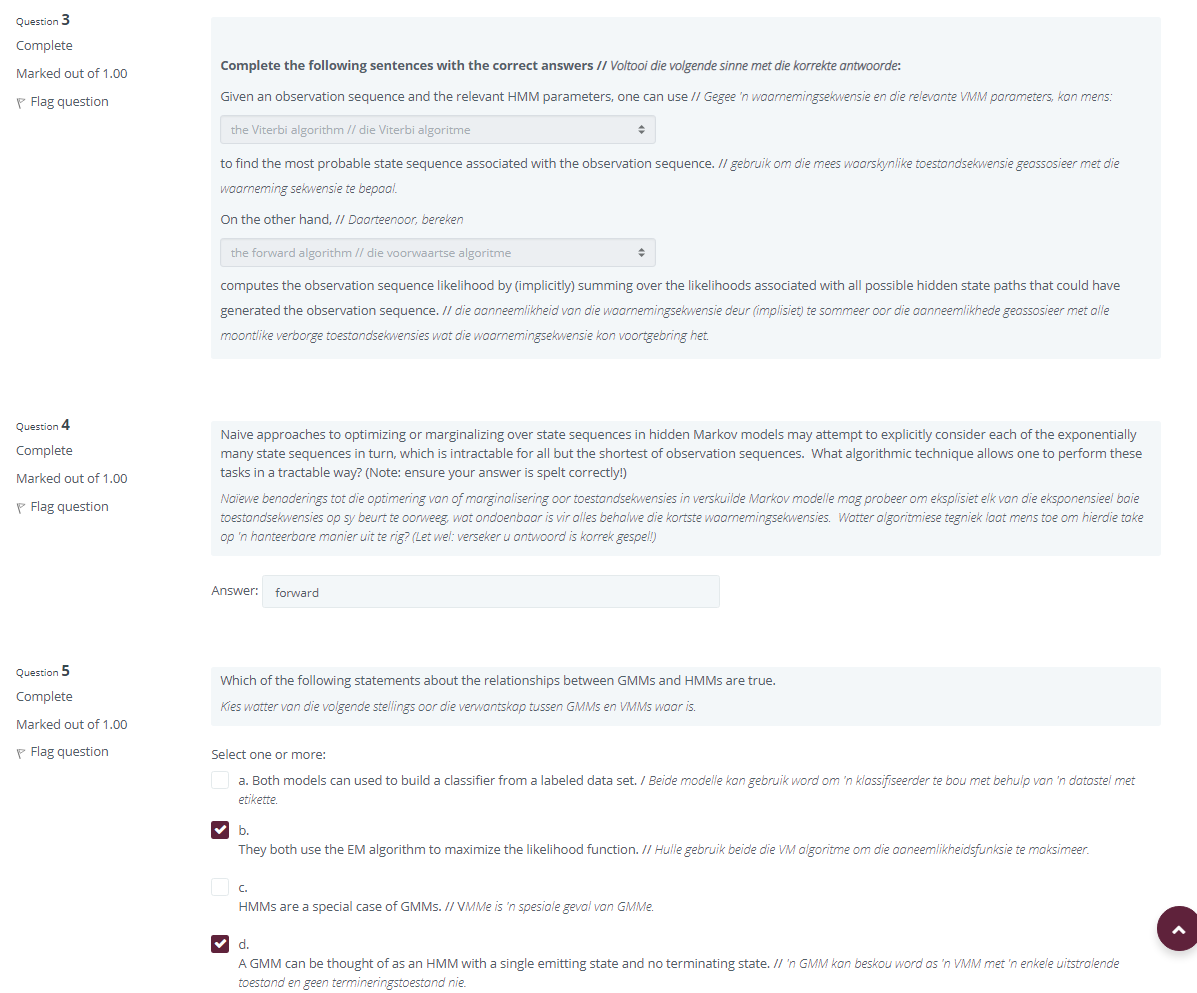 Question 3
Complete
Marked out of 1.00
Flag question
Complete the following sentences with the correct answers // Voltooi die volgende sinne met die korrekte antwoorde:
Given an observation sequence and the relevant HMM parameters, one can use // Gegee 'n waarnemingsekwensie en die relevante VMM parameters, kan mens:
the Viterbi algorithm // die Viterbi algoritme
to find the most probable state sequence associated with the observation sequence. // gebruik om die mees waarskynlike toestandsekwensie geassosieer met die
waarneming sekwensie te bepaal.
On the other hand, // Daarteenoor, bereken
the forward algorithm // die voorwaartse algoritme
computes the observation sequence likelihood by (implicitly) summing over the likelihoods associated with all possible hidden state paths that could have
generated the observation sequence. // die aanneemlikheid van die waarnemingsekwensie deur (implisiet) te sommeer oor die aanneemlikhede geassosieer met alle
moontlike verborge toestandsekwensies wat die waarnemingsekwensie kon voortgebring het.
Question 4
Complete
Marked out of 1.00
Flag question
Naive approaches to optimizing or marginalizing over state sequences in hidden Markov models may attempt to explicitly consider each of the exponentially
many state sequences in turn, which is intractable for all but the shortest of observation sequences. What algorithmic technique allows one to perform these
tasks in a tractable way? (Note: ensure your answer is spelt correctly!)
Naïewe benaderings tot die optimering van of marginalisering oor toestandsekwensies in verskuilde Markov modelle mag probeer om eksplisiet elk van die eksponensieel baie
toestandsekwensies op sy beurt te oorweeg, wat ondoenbaar is vir alles behalwe die kortste waarnemingsekwensies. Watter algoritmiese tegniek laat mens toe om hierdie take
op 'n hanteerbare manier uit te rig? (Let wel: verseker u antwoord is korrek gespel!)
Answer: forward
Question 5
Complete
Marked out of 1.00
Flag question
Which of the following statements about the relationships between GMMs and HMMs are true.
Kies watter van die volgende stellings oor die verwantskap tussen GMMs en VMMs waar is.
Select one or more:
a. Both models can used to build a classifier from a labeled data set. / Beide modelle kan gebruik word om 'n klassifiseerder te bou met behulp van 'n datastel met
etikette.
b.
They both use the EM algorithm to maximize the likelihood function. // Hulle gebruik beide die VM algoritme om die aaneemlikheidsfunksie te maksimeer.
c.
HMMs are a special case of GMMs. // VMMe is 'n spesiale geval van GMMe.
d.
A GMM can be thought of as an HMM with a single emitting state and no terminating state. // 'n GMM kan beskou word as 'n VMM met 'n enkele uitstralende
toestand en geen termineringstoestand nie.